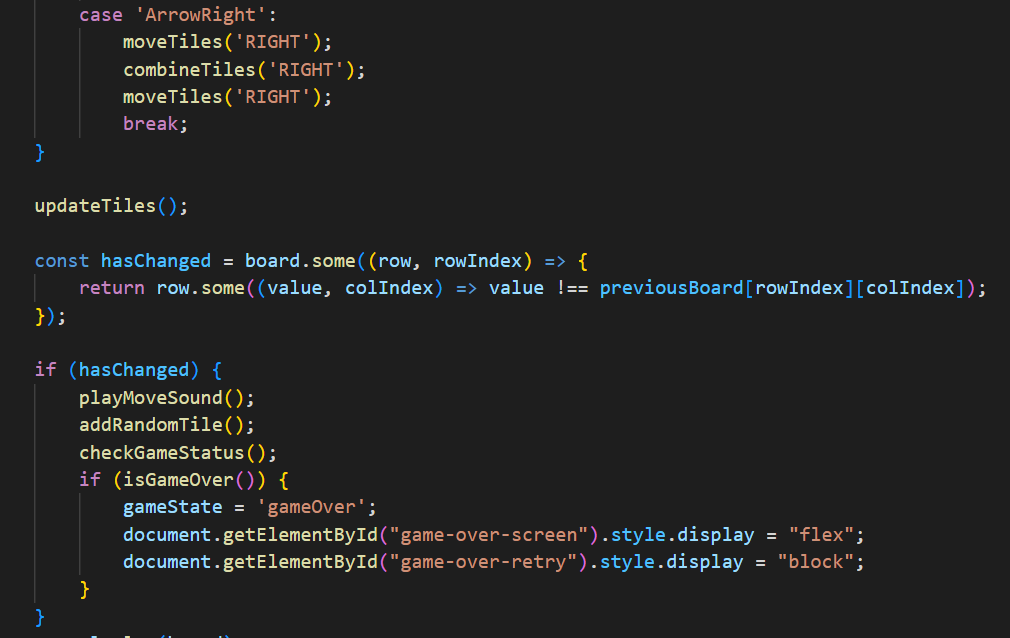 case 'ArrowRight':
moveTiles('RIGHT');
combineTiles('RIGHT');
moveTiles('RIGHT');
break;
}
updateTiles();
const hasChanged = board.some((row, rowIndex) => {
return row.some((value, colIndex) => value !== previousBoard[rowIndex][colIndex]);
});
if (hasChanged) {
playMoveSound();
addRandomTile();
checkGameStatus();
if (isGameOver()) {
gameState = 'gameOver';
document.getElementById("game-over-screen").style.display = "flex";
document.getElementById("game-over-retry").style.display = "block";
}
}